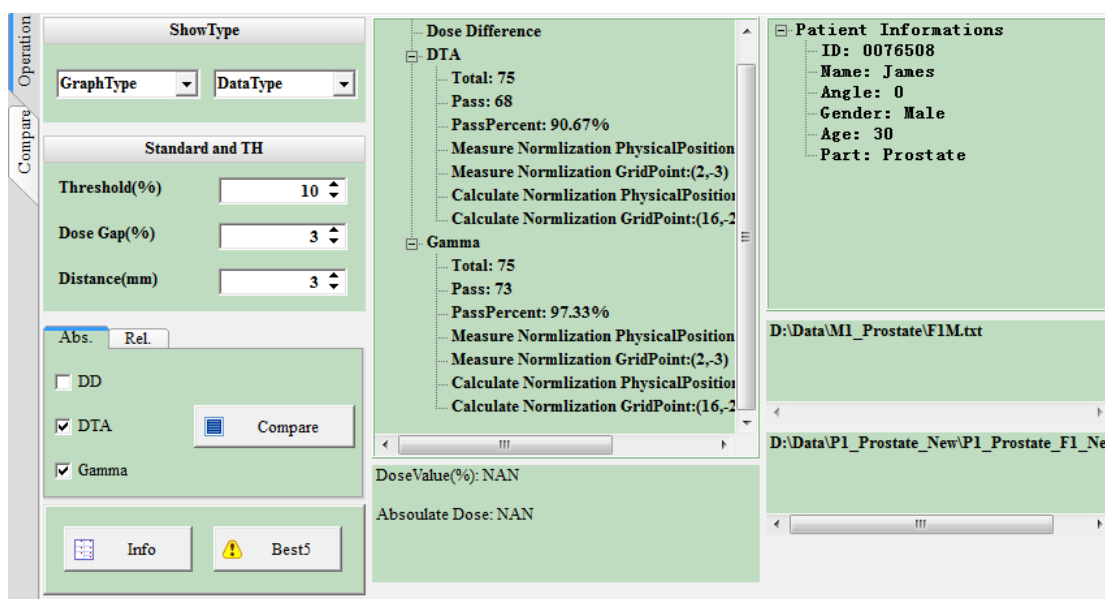 Operation
Compare
ShowType
GraphType
DataType
Standard and TH
Threshold(%)
10
Dose Gap(%)
3
Distance(mm)
3
Abs.
Rel.
DD
DTA
Compare
Gamma
Info
Best5
Dose Difference
DTA
Total: 75
Pass: 68
PassPercent: 90.67%
Measure Normlization PhysicalPosition
Measure Normlization GridPoint:(2,-3)
Calculate Normlization PhysicalPosition
Calculate Normlization GridPoint:(16,-2
Gamma
Total: 75
Pass: 73
PassPercent: 97.33%
Measure Normlization PhysicalPosition
Measure Normlization GridPoint:(2,-3)
Calculate Normlization PhysicalPosition
Calculate Normlization GridPoint:(16,-2
DoseValue(%): NAN
Absoulate Dose: NAN
Patient Informations
ID: 0076508
Name: James
Angle: 0
Gender: Male
Age: 30
Part: Prostate
D:\Data\M1_Prostate\F1M.txt
D:\Data\P1_Prostate_New\P1_Prostate_F1_Ne